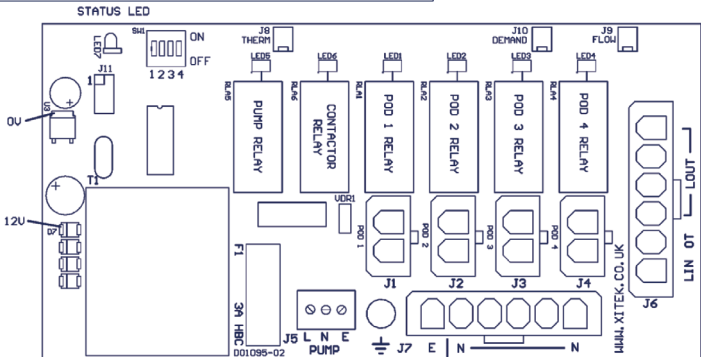 STATUS LED
LED7
SW1
ON
OFF
1 2 3 4
J8
THERM
J10
DEMAND
J9
FLOW
J11
1
LED5
LED6
LED1
LED2
LED3
LED4
RLA5
PUMP RELAY
RLA6
CONTACTOR RELAY
RLA1
POD 1 RELAY
RLA2
POD 2 RELAY
RLA3
POD 3 RELAY
RLA4
POD 4 RELAY
U3
0V
T1
12V
D7
VDR1
POD 1
POD 2
POD 3
POD 4
J1
J2
J3
J4
LOUT
LIN OT
J6
F1
3A HBC
D01095-02
J5 L N E
PUMP
J7 E N N
WWW.XITEK.CO.UK